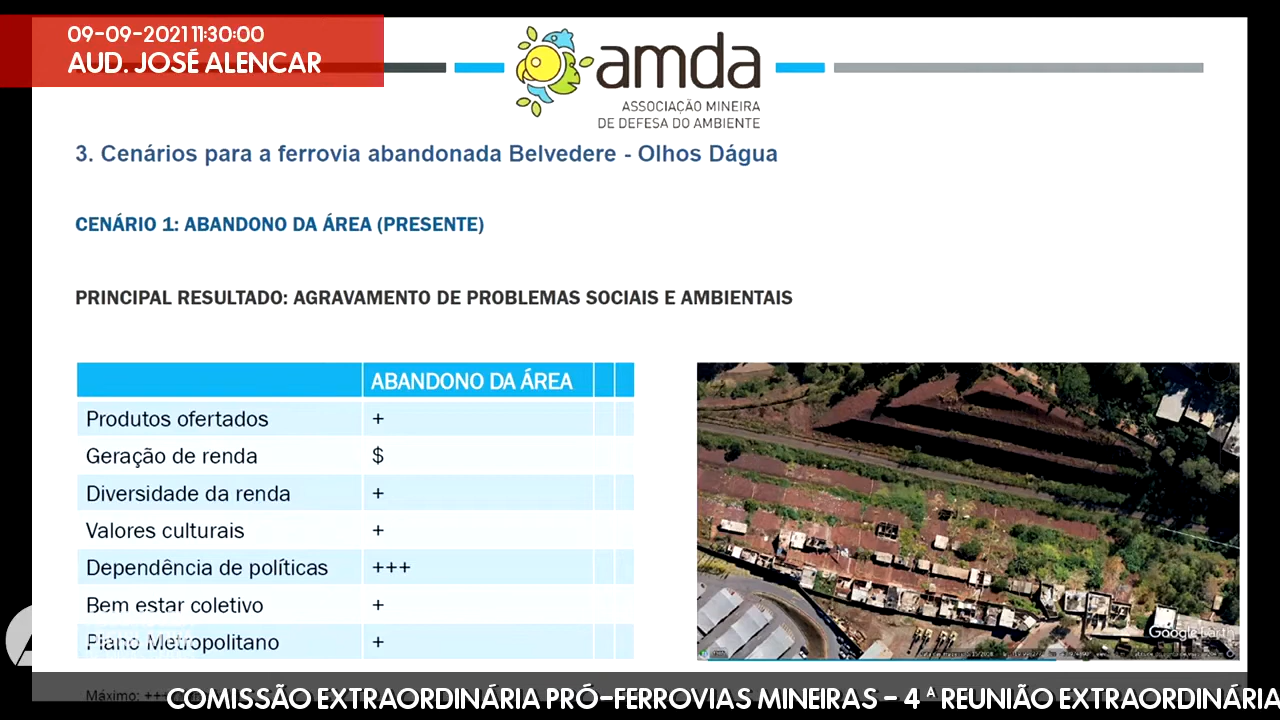 09-09-2021 11:30:00
AUD. JOSÉ ALENCAR
amda
ASSOCIAÇÃO MINEIRA
DE DEFESA DO AMBIENTE
3. Cenários para a ferrovia abandonada Belvedere - Olhos Dágua
CENÁRIO 1: ABANDONO DA ÁREA (PRESENTE)
PRINCIPAL RESULTADO: AGRAVAMENTO DE PROBLEMAS SOCIAIS E AMBIENTAIS
ABANDONO DA ÁREA
Produtos ofertados +
Geração de renda $
Diversidade da renda +
Valores culturais +
Dependência de políticas +++
Bem estar coletivo +
Plano Metropolitano +
Google Earth
Máximo: +++
COMISSÃO EXTRAORDINÁRIA PRÓ-FERROVIAS MINEIRAS - 4ª REUNIÃO EXTRAORDINÁRIA